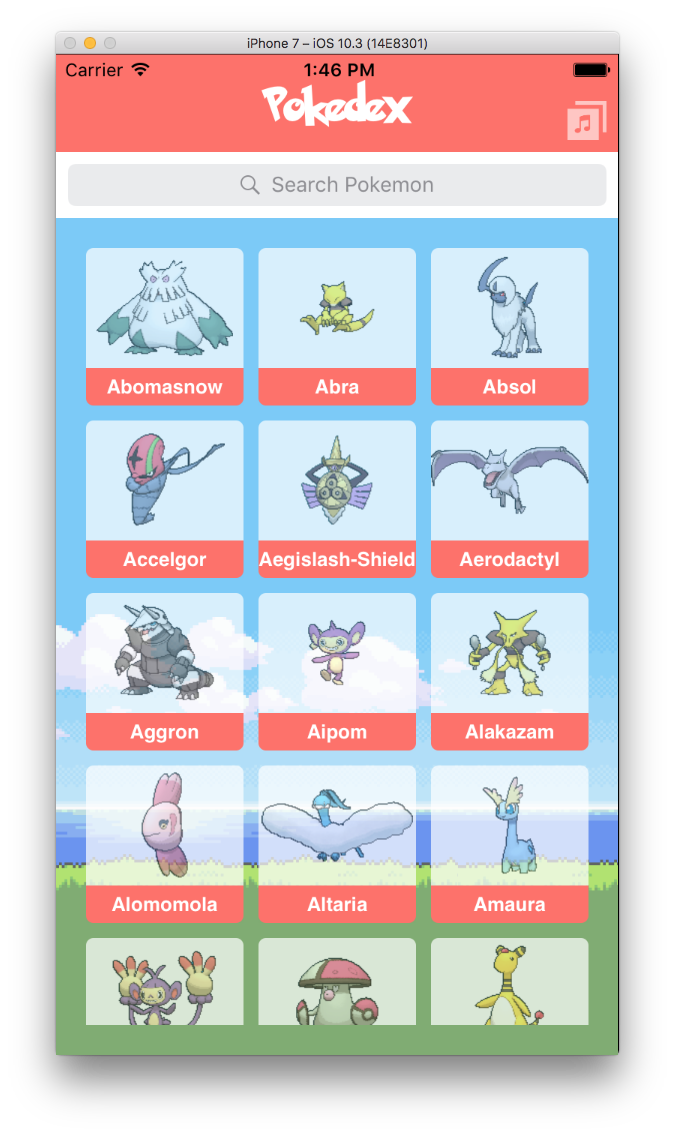 iPhone 7 – iOS 10.3 (14E8301)
Carrier 1:46 PM
Pokedex
Search Pokemon
Abomasnow Abra Absol
Accelgor Aegislash-Shield Aerodactyl
Aggron Aipom Alakazam
Alomomola Altaria Amaura